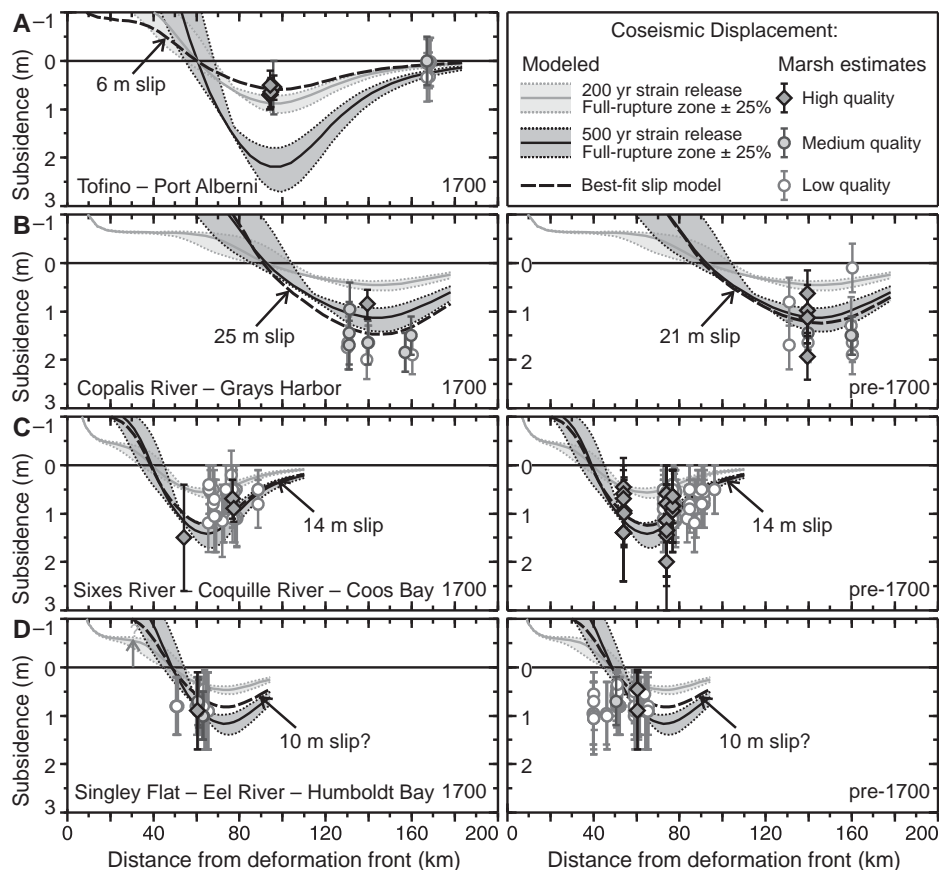 A
–1
0
1
2
3
Subsidence (m)
6 m slip
Tofino – Port Alberni
1700
Coseismic Displacement:
Modeled
Marsh estimates
200 yr strain release
Full-rupture zone ± 25%
High quality
500 yr strain release
Full-rupture zone ± 25%
Medium quality
Best-fit slip model
Low quality
B
–1
0
1
2
3
Subsidence (m)
25 m slip
Copalis River – Grays Harbor
1700
0
1
2
21 m slip
pre-1700
C
–1
0
1
2
3
Subsidence (m)
14 m slip
Sixes River – Coquille River – Coos Bay
1700
0
1
2
14 m slip
pre-1700
D
–1
0
1
2
3
Subsidence (m)
10 m slip?
Singley Flat – Eel River – Humboldt Bay
1700
0
1
2
10 m slip?
pre-1700
0 40 80 120 160 200
Distance from deformation front (km)
0 40 80 120 160 200
Distance from deformation front (km)